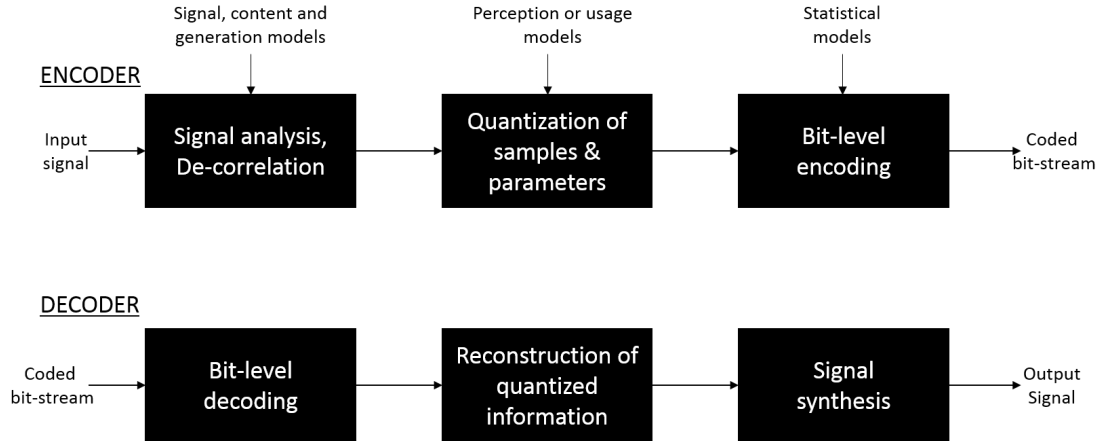 Signal, content and
generation models
Perception or usage
models
Statistical
models
ENCODER
Input
signal
Signal analysis,
De-correlation
Quantization of
samples &
parameters
Bit-level
encoding
Coded
bit-stream
DECODER
Coded
bit-stream
Bit-level
decoding
Reconstruction of
quantized
information
Signal
synthesis
Output
Signal